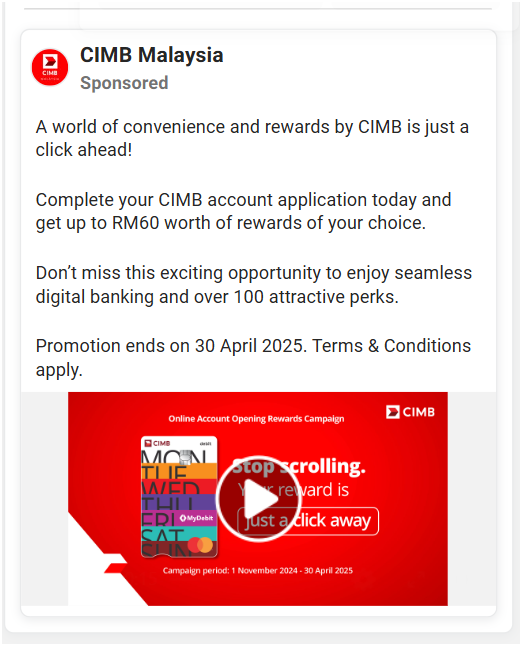 CIMB
CIMB Malaysia
Sponsored
A world of convenience and rewards by CIMB is just a
click ahead!
Complete your CIMB account application today and
get up to RM60 worth of rewards of your choice.
Don’t miss this exciting opportunity to enjoy seamless
digital banking and over 100 attractive perks.
Promotion ends on 30 April 2025. Terms & Conditions
apply.
CIMB
Online Account Opening Rewards Campaign
CIMB
debit
MON
TUE
WED
THU
FRI
MyDebit
SAT
SUN
Stop scrolling.
Your reward is
just a click away
Campaign period: 1 November 2024 - 30 April 2025